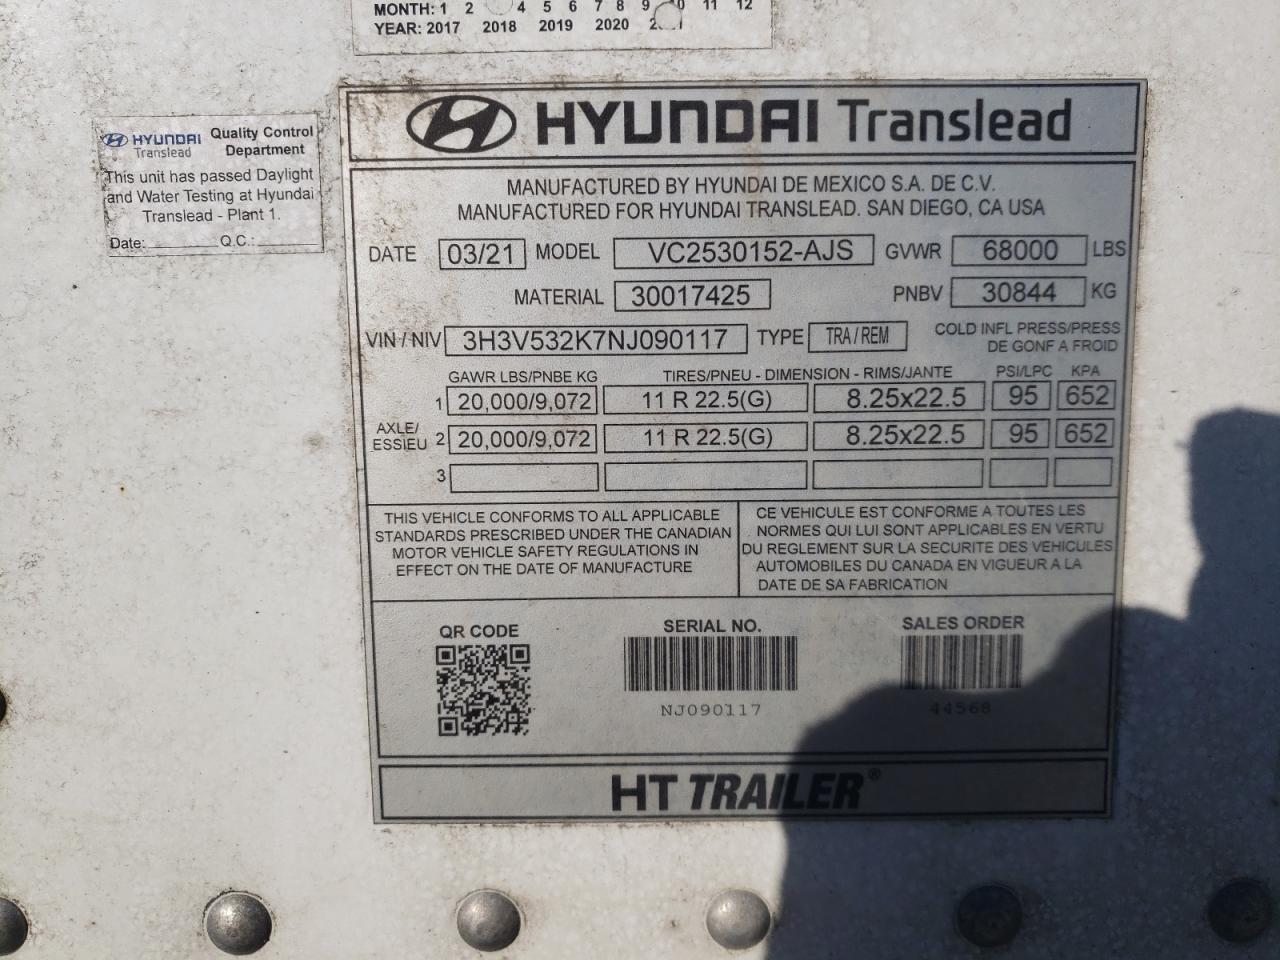 MONTH: 1 2 4 5 6 7 8 9 10 11 12
YEAR: 2017 2018 2019 2020
HYUNDAI Translead
Quality Control Department
This unit has passed Daylight
and Water Testing at Hyundai
Translead - Plant 1.
Date: Q.C.:
HYUNDAI Translead
MANUFACTURED BY HYUNDAI DE MEXICO S.A. DE C.V.
MANUFACTURED FOR HYUNDAI TRANSLEAD. SAN DIEGO, CA USA
DATE 03/21 MODEL VC2530152-AJS GVWR 68000 LBS
MATERIAL 30017425 PNBV 30844 KG
VIN / NIV 3H3V532K7NJ090117 TYPE TRA / REM COLD INFL PRESS/PRESS
DE GONF A FROID
GAWR LBS/PNBE KG TIRES/PNEU - DIMENSION - RIMS/JANTE PSI/LPC KPA
1 20,000/9,072 11 R 22.5(G) 8.25x22.5 95 652
AXLE/
ESSIEU 2 20,000/9,072 11 R 22.5(G) 8.25x22.5 95 652
3
THIS VEHICLE CONFORMS TO ALL APPLICABLE
STANDARDS PRESCRIBED UNDER THE CANADIAN
MOTOR VEHICLE SAFETY REGULATIONS IN
EFFECT ON THE DATE OF MANUFACTURE
CE VEHICULE EST CONFORME A TOUTES LES
NORMES QUI LUI SONT APPLICABLES EN VERTU
DU REGLEMENT SUR LA SECURITE DES VEHICULES
AUTOMOBILES DU CANADA EN VIGUEUR A LA
DATE DE SA FABRICATION
QR CODE SERIAL NO. SALES ORDER
NJ090117 44568
HT TRAILER®